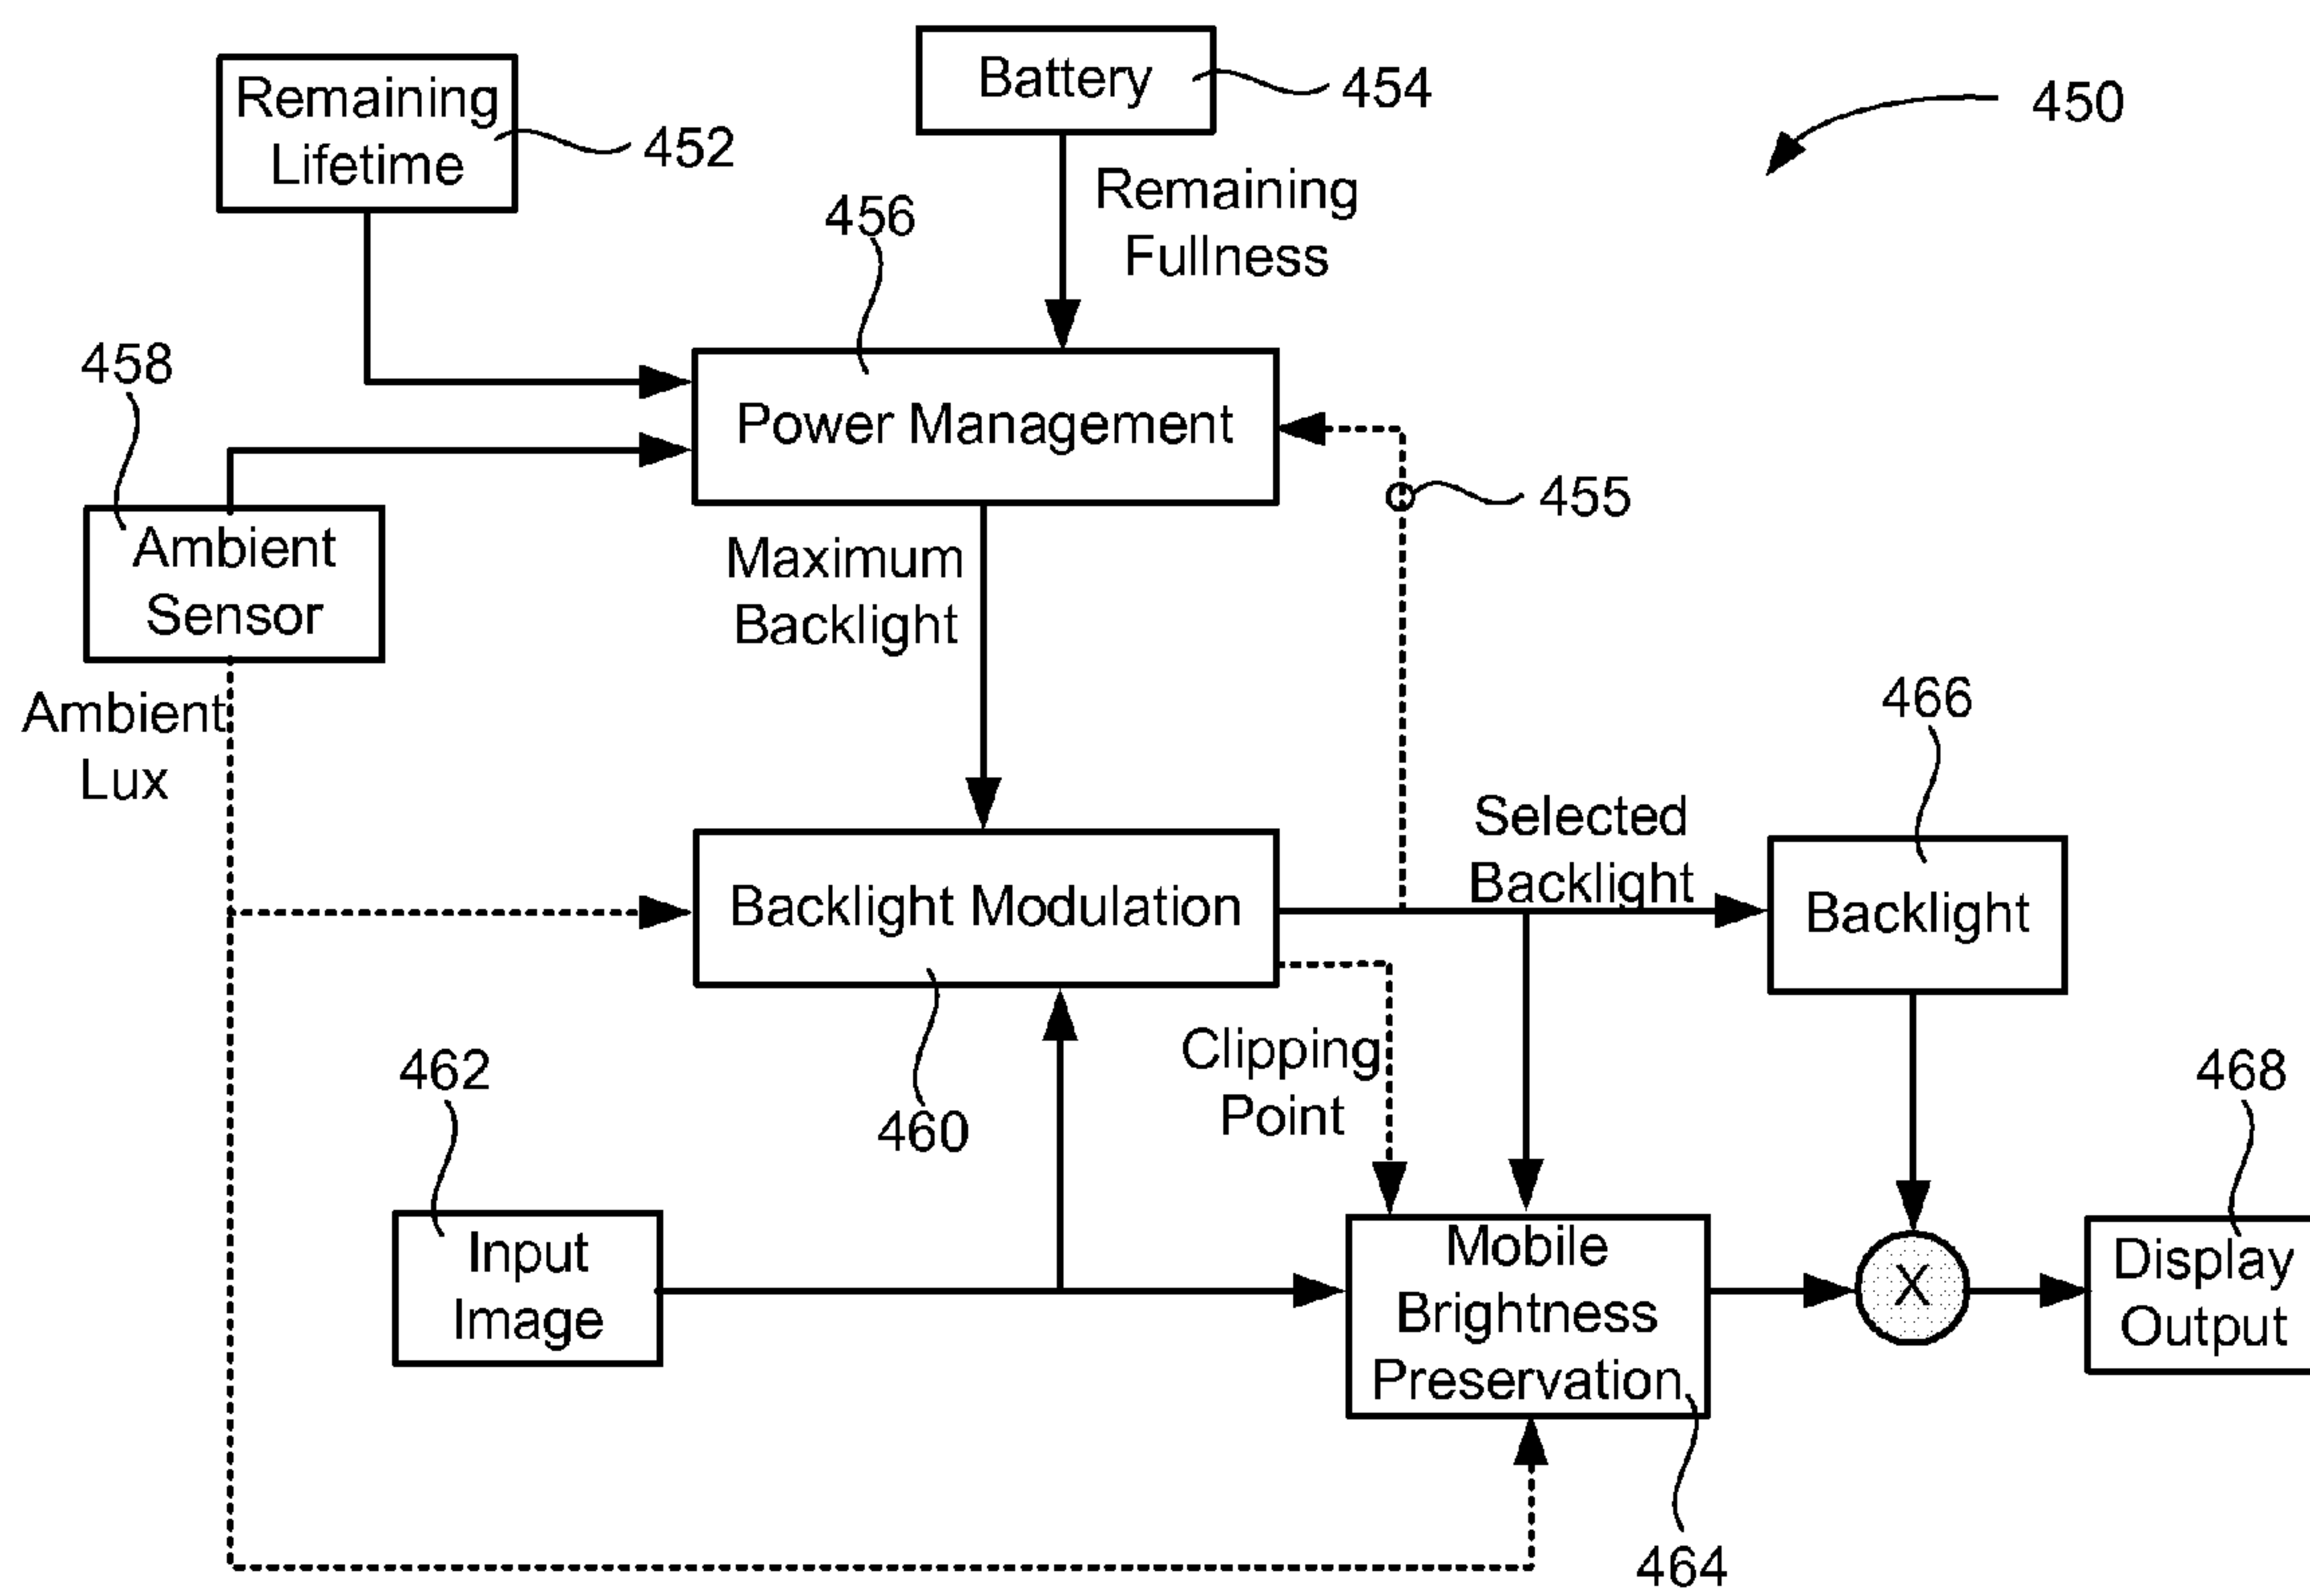 Remaining
Lifetime
452
Battery
454
450
Remaining
Fullness
456
458
Power Management
455
Ambient
Sensor
Maximum
Backlight
Ambient
Lux
466
Selected
Backlight
Backlight Modulation
Backlight
462
460
Clipping
Point
468
Input
Image
Mobile
Brightness
Preservation
X
Display
Output
464